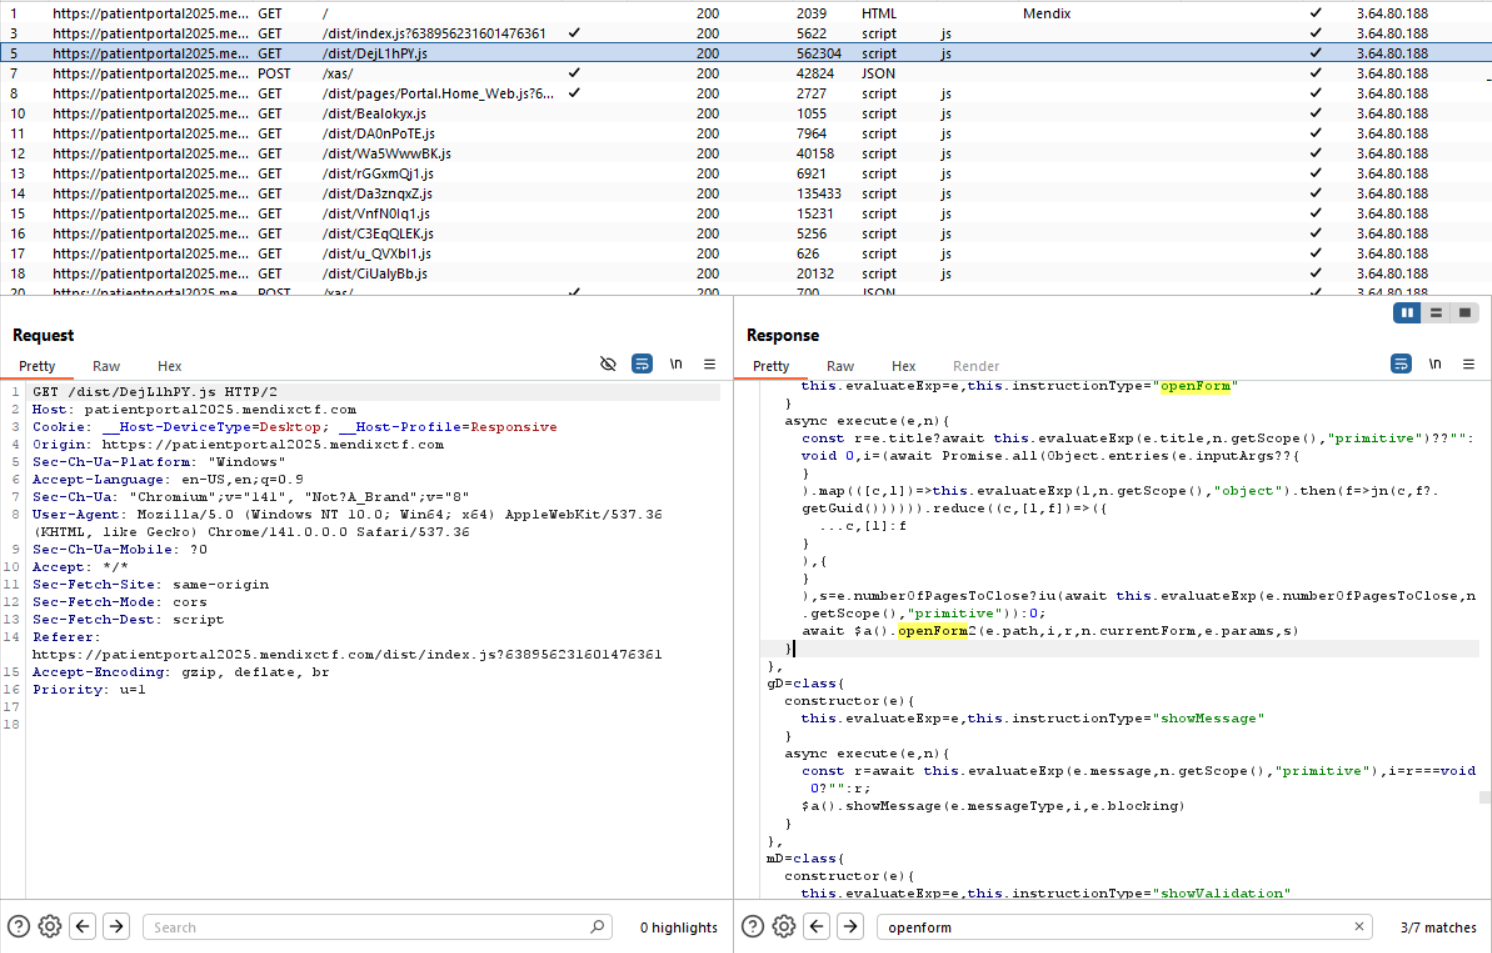 1 https://patientportal2025.me... GET / 200 2039 HTML Mendix ✓ 3.64.80.188
3 https://patientportal2025.me... GET /dist/index.js?638956231601476361 ✓ 200 5622 script js ✓ 3.64.80.188
5 https://patientportal2025.me... GET /dist/DejL1hPY.js 200 562304 script js ✓ 3.64.80.188
7 https://patientportal2025.me... POST /xas/ ✓ 200 42824 JSON ✓ 3.64.80.188
8 https://patientportal2025.me... GET /dist/pages/Portal.Home_Web.js?6... ✓ 200 2727 script js ✓ 3.64.80.188
10 https://patientportal2025.me... GET /dist/Bealokyx.js 200 1055 script js ✓ 3.64.80.188
11 https://patientportal2025.me... GET /dist/DA0nPoTE.js 200 7964 script js ✓ 3.64.80.188
12 https://patientportal2025.me... GET /dist/Wa5WwwBK.js 200 40158 script js ✓ 3.64.80.188
13 https://patientportal2025.me... GET /dist/rGGxmQj1.js 200 6921 script js ✓ 3.64.80.188
14 https://patientportal2025.me... GET /dist/Da3znqxZ.js 200 135433 script js ✓ 3.64.80.188
15 https://patientportal2025.me... GET /dist/VnfN0lq1.js 200 15231 script js ✓ 3.64.80.188
16 https://patientportal2025.me... GET /dist/C3EqQLEK.js 200 5256 script js ✓ 3.64.80.188
17 https://patientportal2025.me... GET /dist/u_QVXbI1.js 200 626 script js ✓ 3.64.80.188
18 https://patientportal2025.me... GET /dist/CiUalyBb.js 200 20132 script js ✓ 3.64.80.188
20 https://patientportal2025.me... POST /xas/ ✓ 200 700 JSON ✓ 3.64.80.188
Request
Pretty Raw Hex \n
1 GET /dist/DejL1hPY.js HTTP/2
2 Host: patientportal2025.mendixctf.com
3 Cookie: __Host-DeviceType=Desktop; __Host-Profile=Responsive
4 Origin: https://patientportal2025.mendixctf.com
5 Sec-Ch-Ua-Platform: "Windows"
6 Accept-Language: en-US,en;q=0.9
7 Sec-Ch-Ua: "Chromium";v="141", "Not?A_Brand";v="8"
8 User-Agent: Mozilla/5.0 (Windows NT 10.0; Win64; x64) AppleWebKit/537.36
(KHTML, like Gecko) Chrome/141.0.0.0 Safari/537.36
9 Sec-Ch-Ua-Mobile: ?0
10 Accept: */*
11 Sec-Fetch-Site: same-origin
12 Sec-Fetch-Mode: cors
13 Sec-Fetch-Dest: script
14 Referer:
https://patientportal2025.mendixctf.com/dist/index.js?638956231601476361
15 Accept-Encoding: gzip, deflate, br
16 Priority: u=1
17
18
Search 0 highlights
Response
Pretty Raw Hex Render \n
this.evaluateExp=e,this.instructionType="openForm"
}
async execute(e,n){
const r=e.title?await this.evaluateExp(e.title,n.getScope(),"primitive")??"":
void 0,i=(await Promise.all(Object.entries(e.inputArgs??{
}
).map(([c,l])=>this.evaluateExp(l,n.getScope(),"object").then(f=>jn(c,f?.
getGuid()))))).reduce((c,[l,f])=>({
...c,[l]:f
}
),{
}
),s=e.numberOfPagesToClose?iu(await this.evaluateExp(e.numberOfPagesToClose,n
.getScope(),"primitive")):0;
await $a().openForm2(e.path,i,r,n.currentForm,e.params,s)
}
},
gD=class{
constructor(e){
this.evaluateExp=e,this.instructionType="showMessage"
}
async execute(e,n){
const r=await this.evaluateExp(e.message,n.getScope(),"primitive"),i=r===void
0?"":r;
$a().showMessage(e.messageType,i,e.blocking)
}
},
mD=class{
constructor(e){
this.evaluateExp=e,this.instructionType="showValidation"
openform 3/7 matches